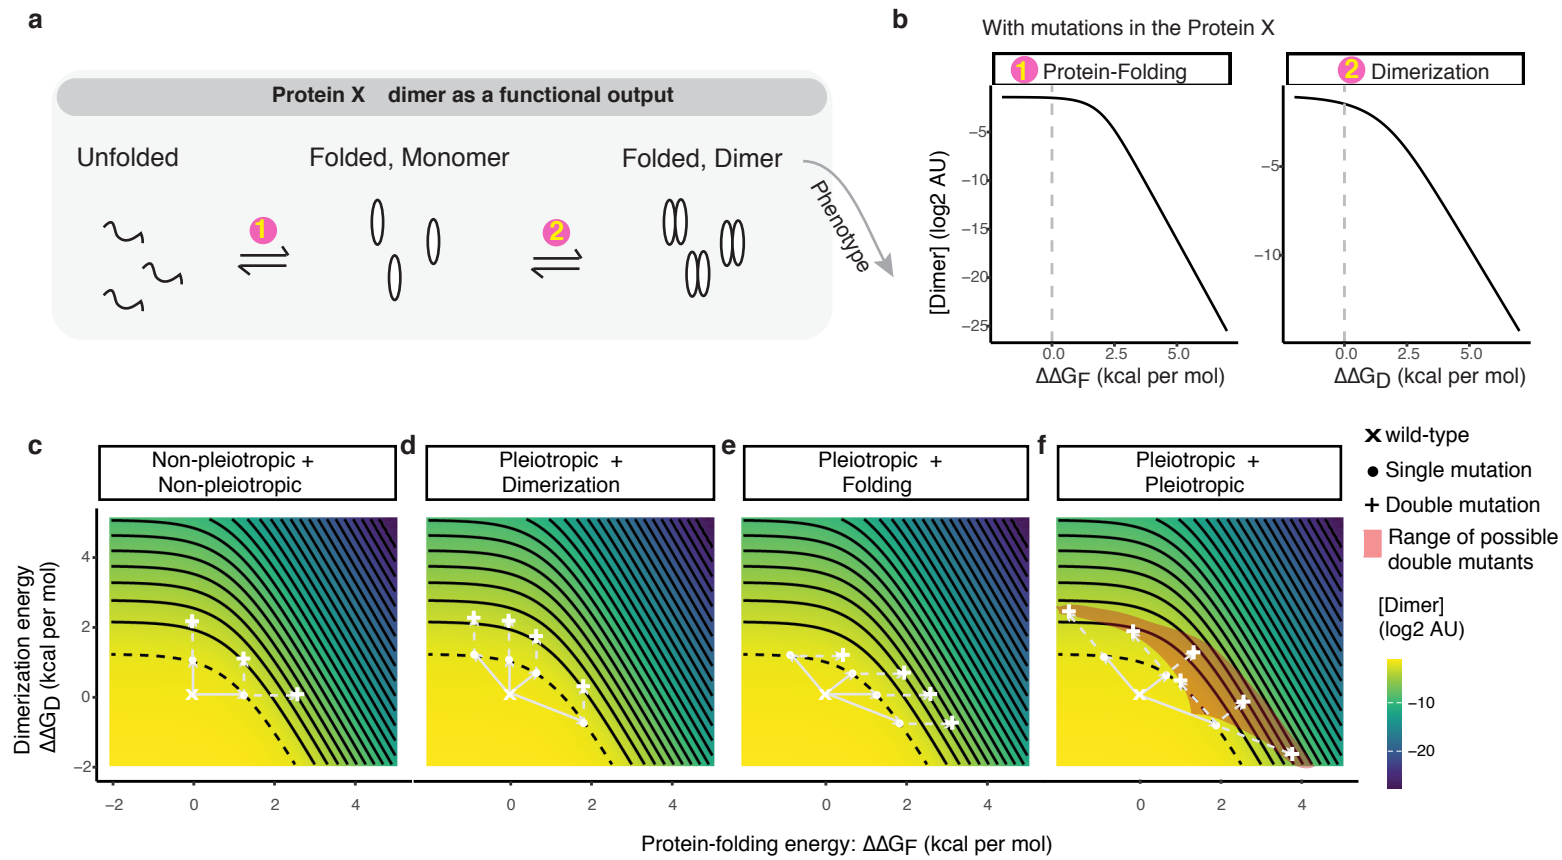 a
Protein X dimer as a functional output
Unfolded
Folded, Monomer
Folded, Dimer
1
2
Phenotype
b
With mutations in the Protein X
1 Protein-Folding
2 Dimerization
[Dimer] (log2 AU)
−5
−10
−15
−20
−25
0.0 2.5 5.0
ΔΔGF (kcal per mol)
−5
−10
0.0 2.5 5.0
ΔΔGD (kcal per mol)
c
Non-pleiotropic +
Non-pleiotropic
d
Pleiotropic +
Dimerization
e
Pleiotropic +
Folding
f
Pleiotropic +
Pleiotropic
wild-type
Single mutation
Double mutation
Range of possible
double mutants
[Dimer]
(log2 AU)
−10
−20
Dimerization energy
ΔΔGD (kcal per mol)
4
2
0
−2
−2 0 2 4
0 2 4
0 2 4
0 2 4
Protein-folding energy: ΔΔGF (kcal per mol)